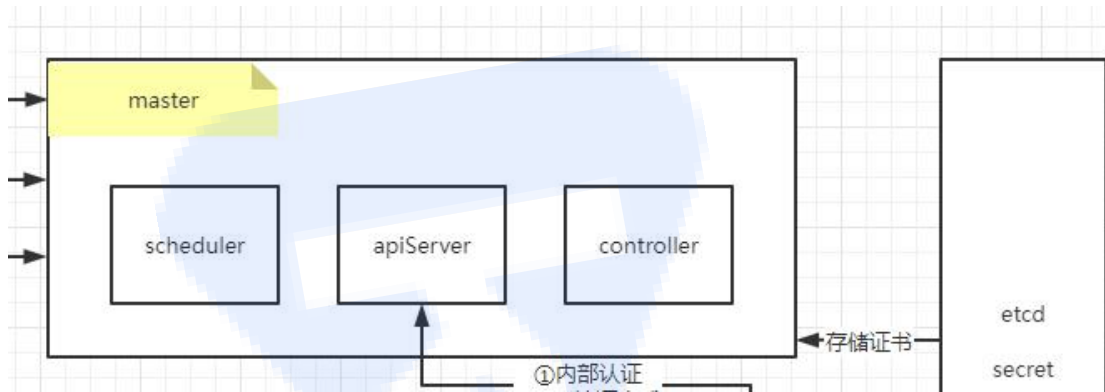 master
scheduler
apiServer
controller
etcd
存储证书
secret
①内部认证